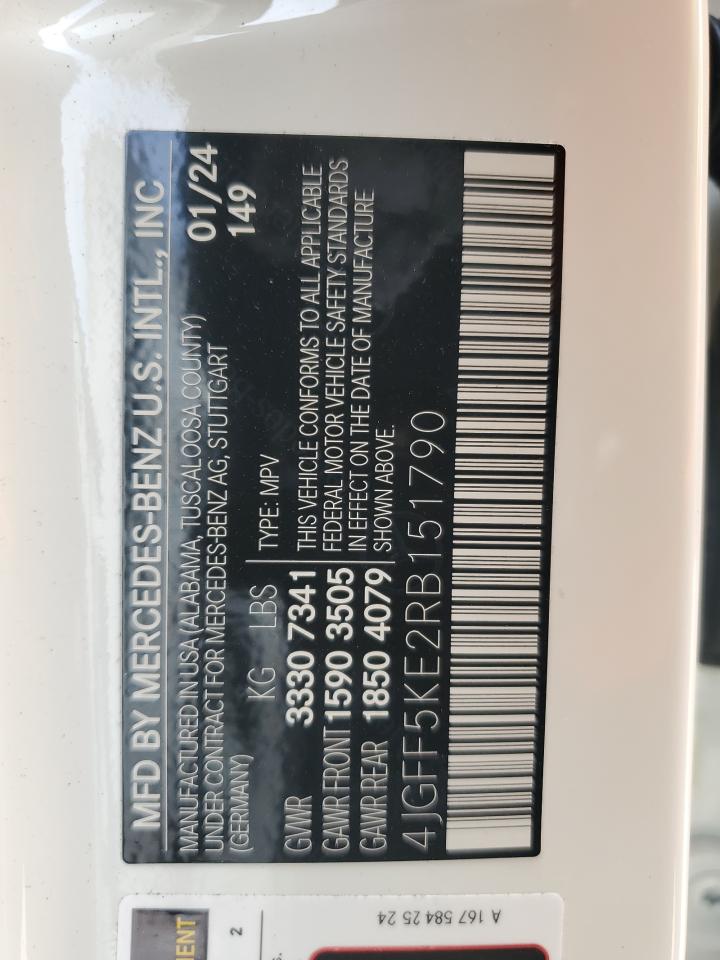 MFD BY MERCEDES-BENZ U.S. INTL., INC
MANUFACTURED IN USA (ALABAMA, TUSCALOOSA COUNTY) 01/24
UNDER CONTRACT FOR MERCEDES-BENZ AG, STUTTGART 149
(GERMANY)
KG LBS TYPE: MPV
GVWR 3330 7341
GAWR FRONT 1590 3505
GAWR REAR 1850 4079
THIS VEHICLE CONFORMS TO ALL APPLICABLE
FEDERAL MOTOR VEHICLE SAFETY STANDARDS
IN EFFECT ON THE DATE OF MANUFACTURE
SHOWN ABOVE.
4JGFF5KE2RB151790
2
A 167 584 25 24